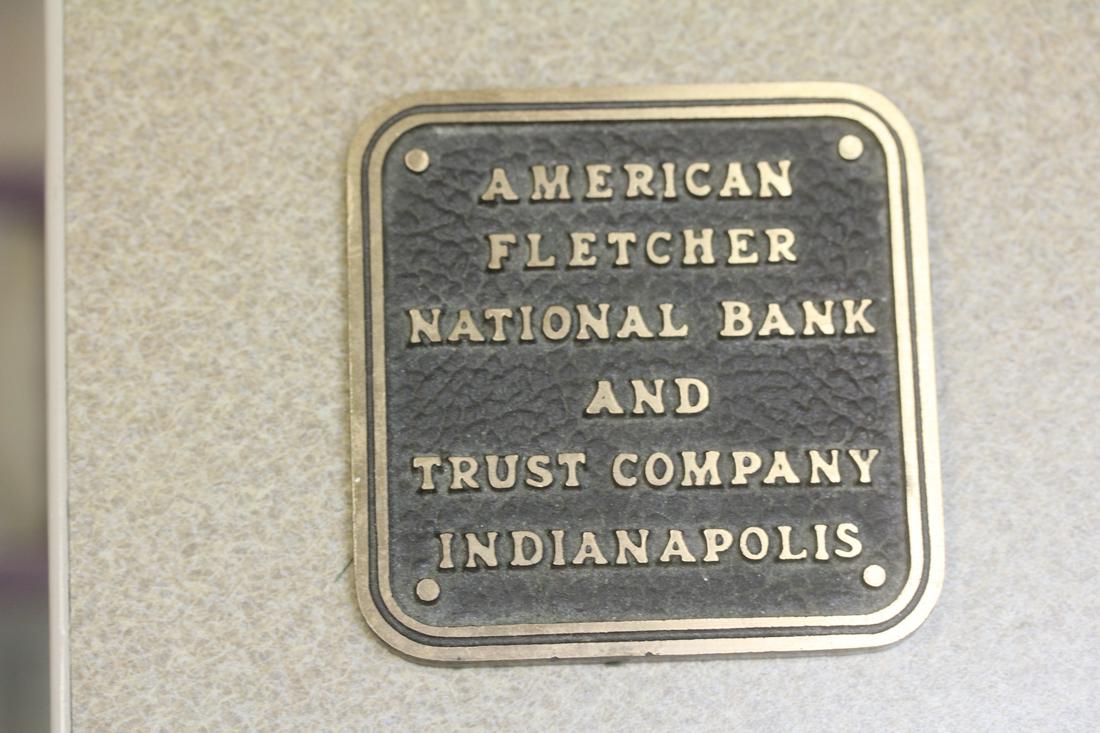 AMERICAN
FLETCHER
NATIONAL BANK
AND
TRUST COMPANY
INDIANAPOLIS